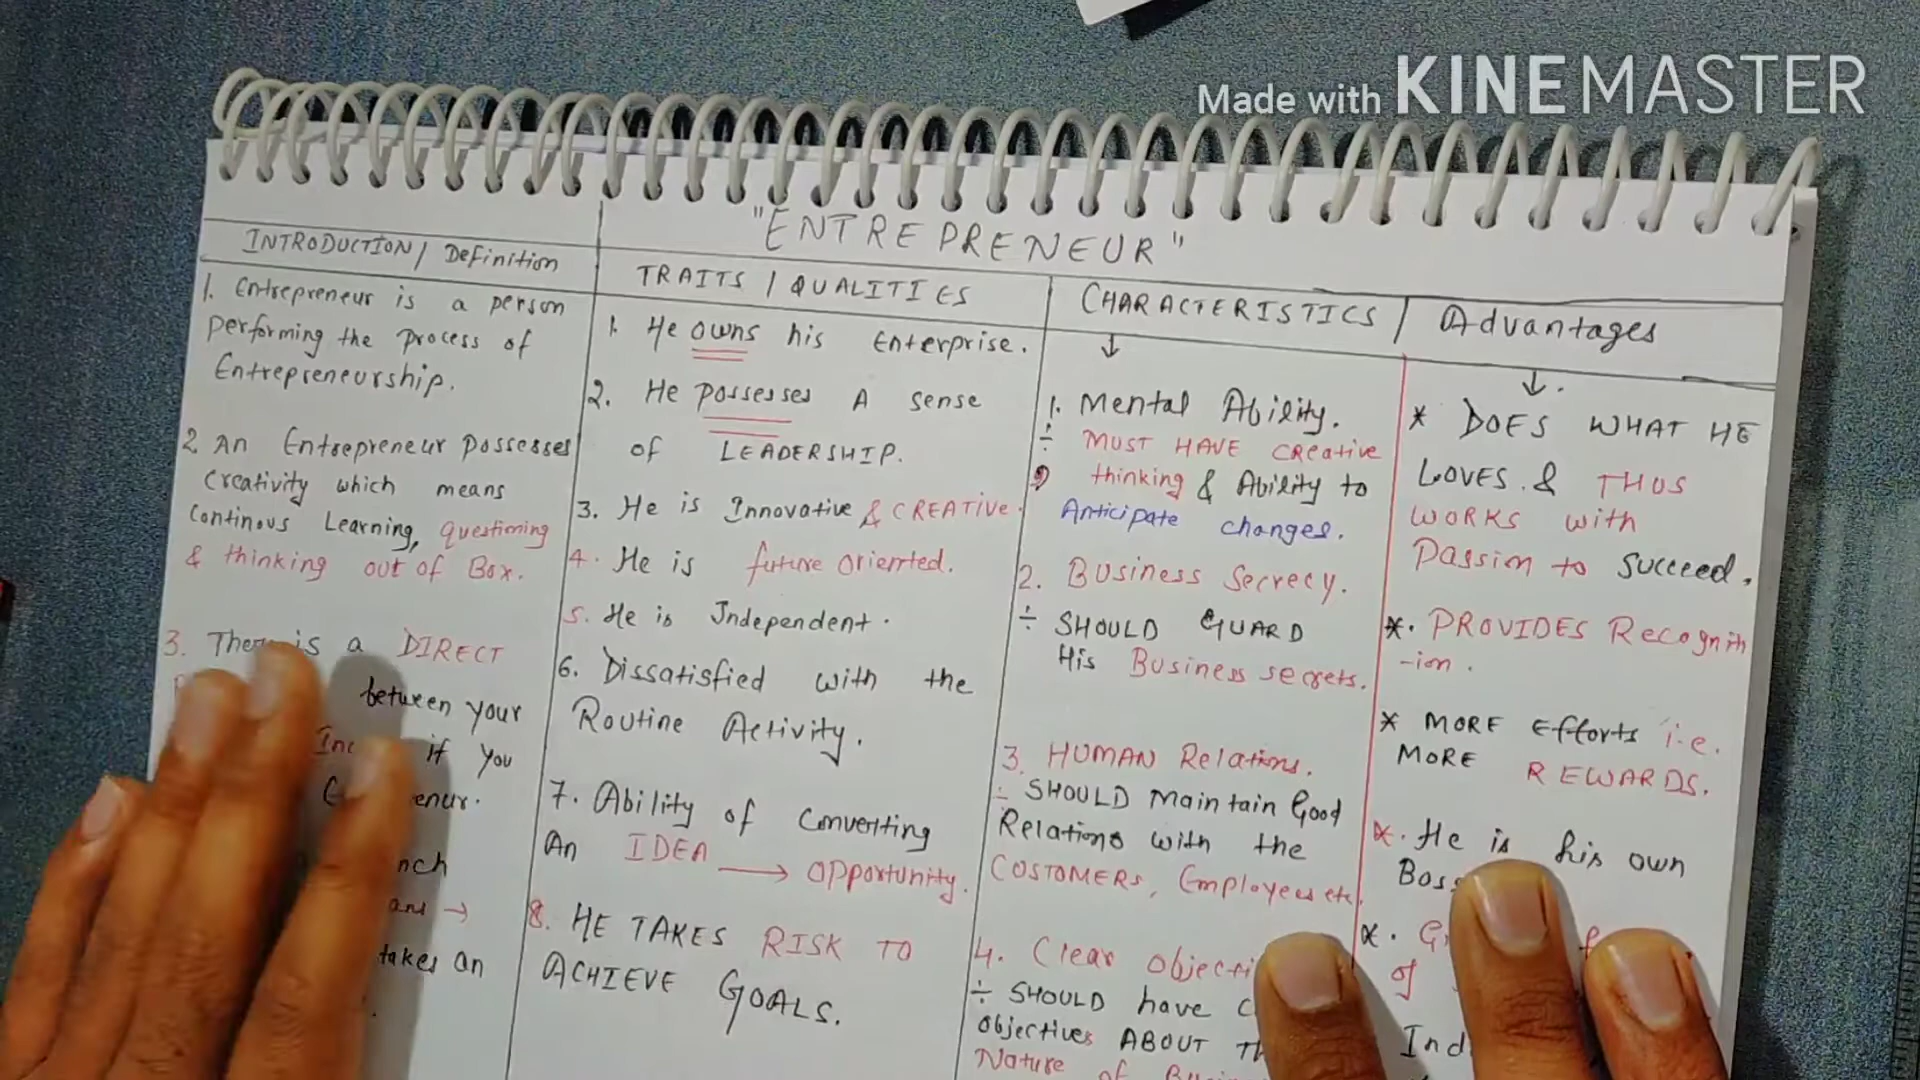 Made with KINEMASTER
"ENTREPRENEUR"
INTRODUCTION / Definition
1. Entrepreneur is a person
performing the process of
Entrepreneurship.
2. An Entrepreneur possesses
Creativity which means
Continous Learning, questioning
& thinking out of Box.
3. There is a DIRECT
between your
if you
takes an
TRAITS / QUALITIES
1. He owns his Enterprise.
2. He possesses A sense
of LEADERSHIP.
3. He is Innovative & CREATIVE.
4. He is future oriented.
5. He is Independent.
6. Dissatisfied with the
Routine Activity.
7. Ability of Converting
An IDEA → opportunity.
8. HE TAKES RISK TO
ACHIEVE GOALS.
CHARACTERISTICS / Advantages
↓
1. Mental Ability.
÷ MUST HAVE Creative
thinking & Ability to
Anticipate changes.
2. Business Secrecy.
÷ SHOULD GUARD
His Business secrets.
3. HUMAN Relations.
÷ SHOULD Maintain Good
Relations with the
COSTOMERS, Employees etc.
4. Clear
÷ SHOULD have
objectives ABOUT
Nature of
↓.
* DOES WHAT HE
LOVES. & THUS
WORKS with
Passion to succeed.
*. PROVIDES Recognit
-ion.
* MORE Efforts i.e.
MORE REWARDS.
*. He is his own
Boss
*.
of